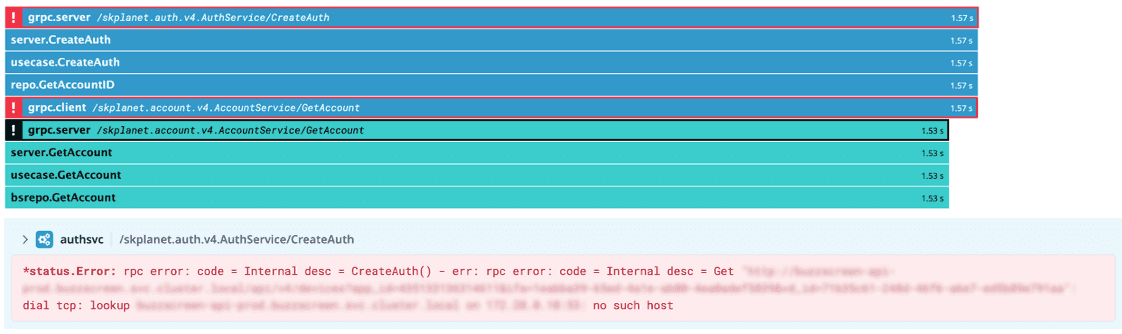 ! grpc.server /skplanet.auth.v4.AuthService/CreateAuth 1.57 s
server.CreateAuth 1.57 s
usecase.CreateAuth 1.57 s
repo.GetAccountID 1.57 s
! grpc.client /skplanet.account.v4.AccountService/GetAccount 1.57 s
! grpc.server /skplanet.account.v4.AccountService/GetAccount 1.53 s
server.GetAccount 1.53 s
usecase.GetAccount 1.53 s
bsrepo.GetAccount 1.53 s
authsvc /skplanet.auth.v4.AuthService/CreateAuth
*status.Error: rpc error: code = Internal desc = CreateAuth() - err: rpc error: code = Internal desc = Get
dial tcp: lookup no such host